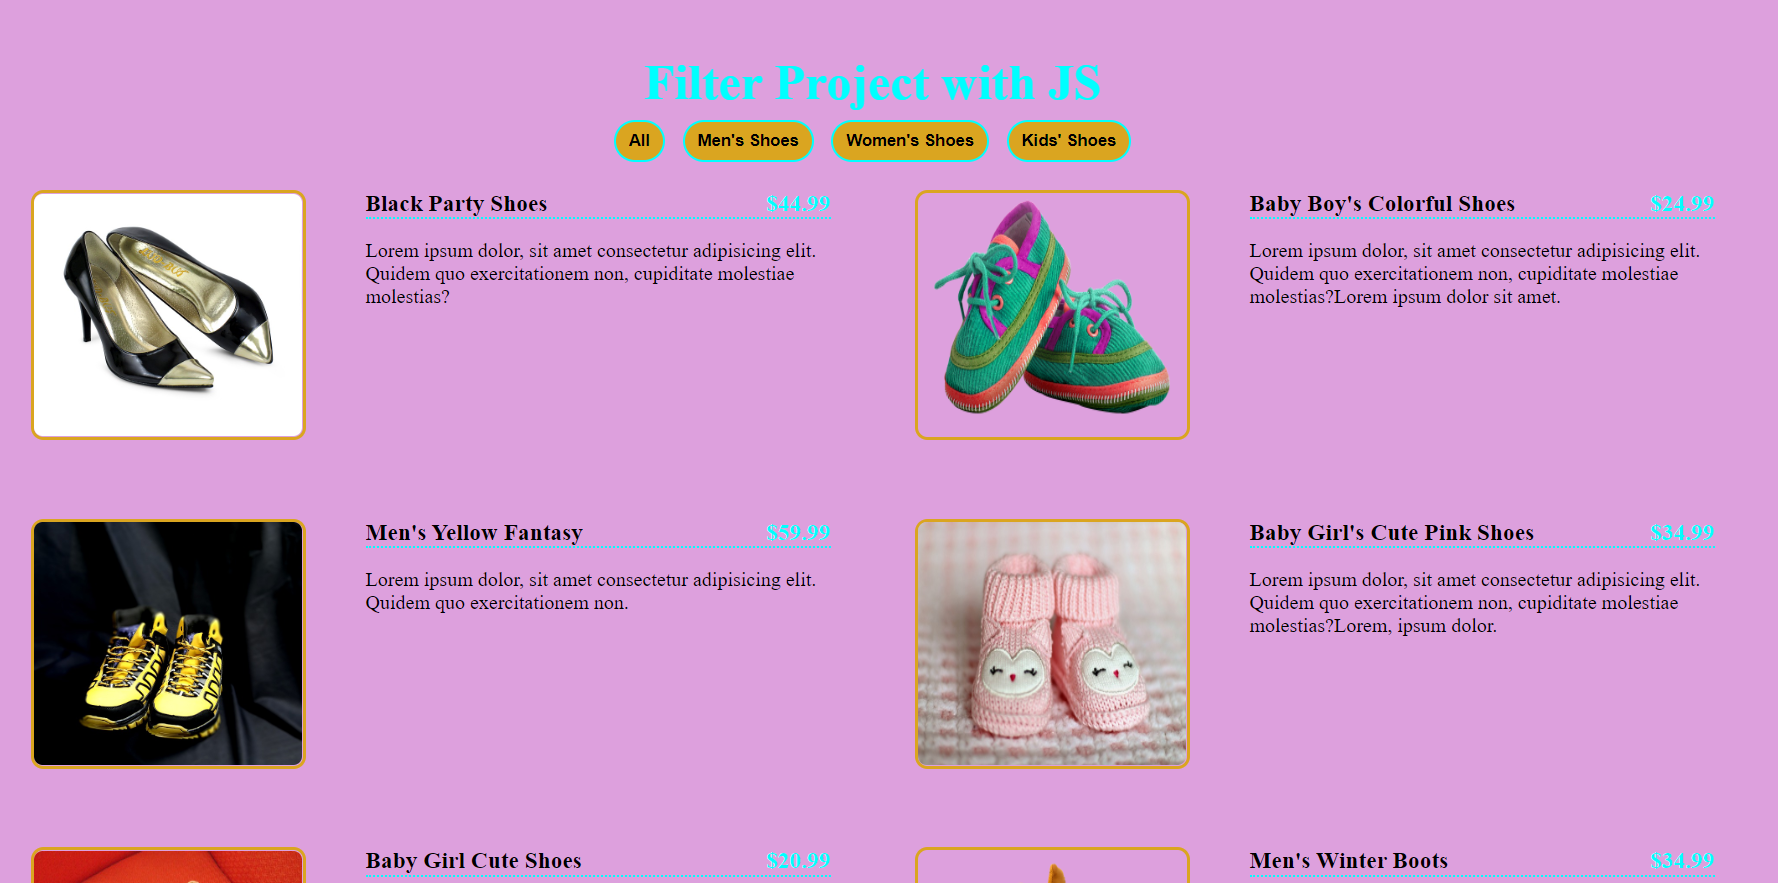 Filter Project with JS
All
Men's Shoes
Women's Shoes
Kids' Shoes
Black Party Shoes
$44.99
Lorem ipsum dolor, sit amet consectetur adipisicing elit.
Quidem quo exercitationem non, cupiditate molestiae
molestias?
Baby Boy's Colorful Shoes
$24.99
Lorem ipsum dolor, sit amet consectetur adipisicing elit.
Quidem quo exercitationem non, cupiditate molestiae
molestias?Lorem ipsum dolor sit amet.
Men's Yellow Fantasy
$59.99
Lorem ipsum dolor, sit amet consectetur adipisicing elit.
Quidem quo exercitationem non.
Baby Girl's Cute Pink Shoes
$34.99
Lorem ipsum dolor, sit amet consectetur adipisicing elit.
Quidem quo exercitationem non, cupiditate molestiae
molestias?Lorem, ipsum dolor.
Baby Girl Cute Shoes
$20.99
Men's Winter Boots
$34.99